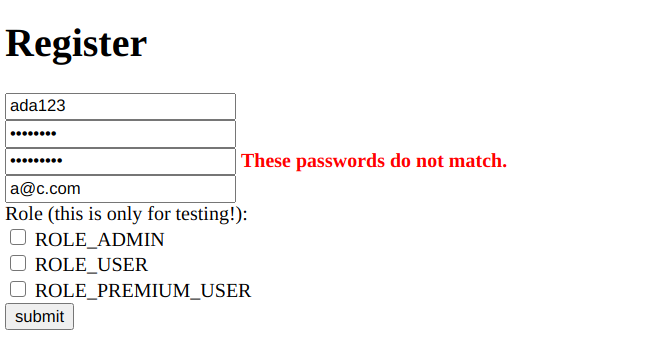 Register
ada123
••••••••
••••••••• These passwords do not match.
a@c.com
Role (this is only for testing!):
ROLE_ADMIN
ROLE_USER
ROLE_PREMIUM_USER
submit